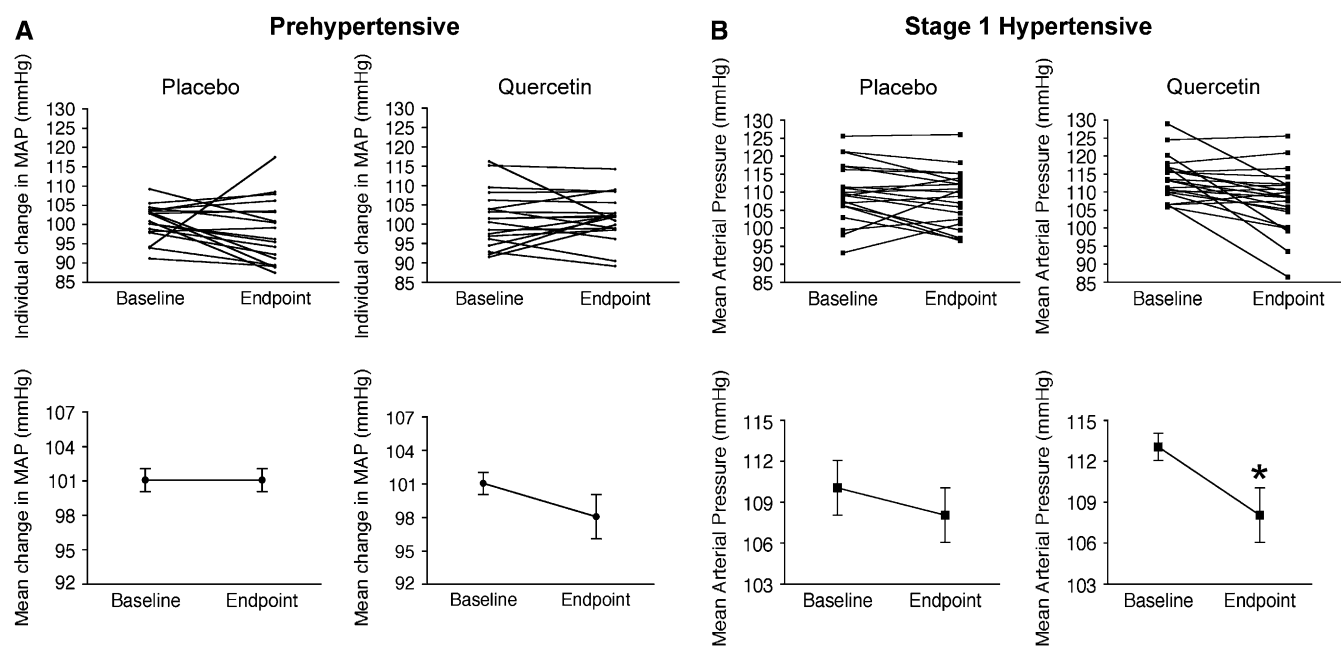 A
Prehypertensive
Placebo
Individual change in MAP (mmHg)
130
125
120
115
110
105
100
95
90
85
Baseline
Endpoint
Quercetin
Individual change in MAP (mmHg)
130
125
120
115
110
105
100
95
90
85
Baseline
Endpoint
B
Stage 1 Hypertensive
Placebo
Mean Arterial Pressure (mmHg)
130
120
115
110
105
100
95
90
85
Baseline
Endpoint
Quercetin
Mean Arterial Pressure (mmHg)
130
120
115
110
105
100
95
90
85
Baseline
Endpoint
Mean change in MAP (mmHg)
107
104
101
98
95
92
Baseline
Endpoint
Mean change in MAP (mmHg)
107
104
101
98
95
92
Baseline
Endpoint
Mean Arterial Pressure (mmHg)
115
112
109
106
103
Baseline
Endpoint
Mean Arterial Pressure (mmHg)
115
112
109
106
103
*
Baseline
Endpoint